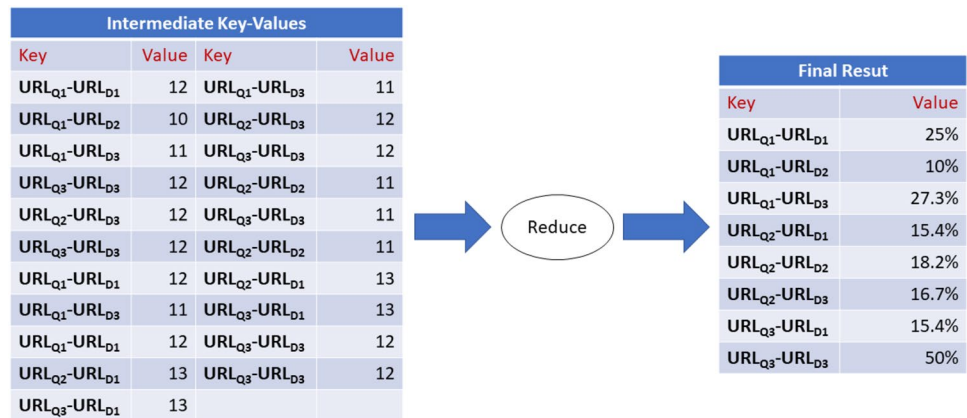 Intermediate Key-Values
Key Value Key Value
URLQ1-URLD1 12 URLQ1-URLD3 11
URLQ1-URLD2 10 URLQ2-URLD3 12
URLQ1-URLD3 11 URLQ3-URLD3 12
URLQ3-URLD3 12 URLQ2-URLD2 11
URLQ2-URLD3 12 URLQ3-URLD3 11
URLQ3-URLD3 12 URLQ2-URLD2 11
URLQ1-URLD1 12 URLQ2-URLD1 13
URLQ1-URLD3 11 URLQ3-URLD1 13
URLQ1-URLD1 12 URLQ3-URLD3 12
URLQ2-URLD1 13 URLQ3-URLD3 12
URLQ3-URLD1 13
Reduce
Final Resut
Key Value
URLQ1-URLD1 25%
URLQ1-URLD2 10%
URLQ1-URLD3 27.3%
URLQ2-URLD1 15.4%
URLQ2-URLD2 18.2%
URLQ2-URLD3 16.7%
URLQ3-URLD1 15.4%
URLQ3-URLD3 50%